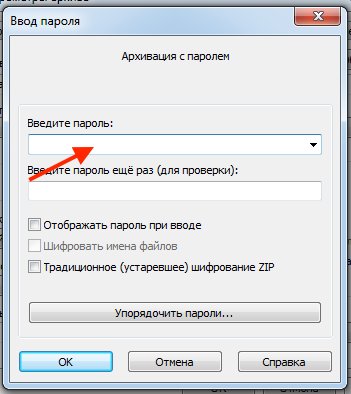 Ввод пароля
Архивация с паролем
Введите пароль:
Введите пароль ещё раз (для проверки):
Отображать пароль при вводе
Шифровать имена файлов
Традиционное (устаревшее) шифрование ZIP
Упорядочить пароли...
ОК
Отмена
Справка